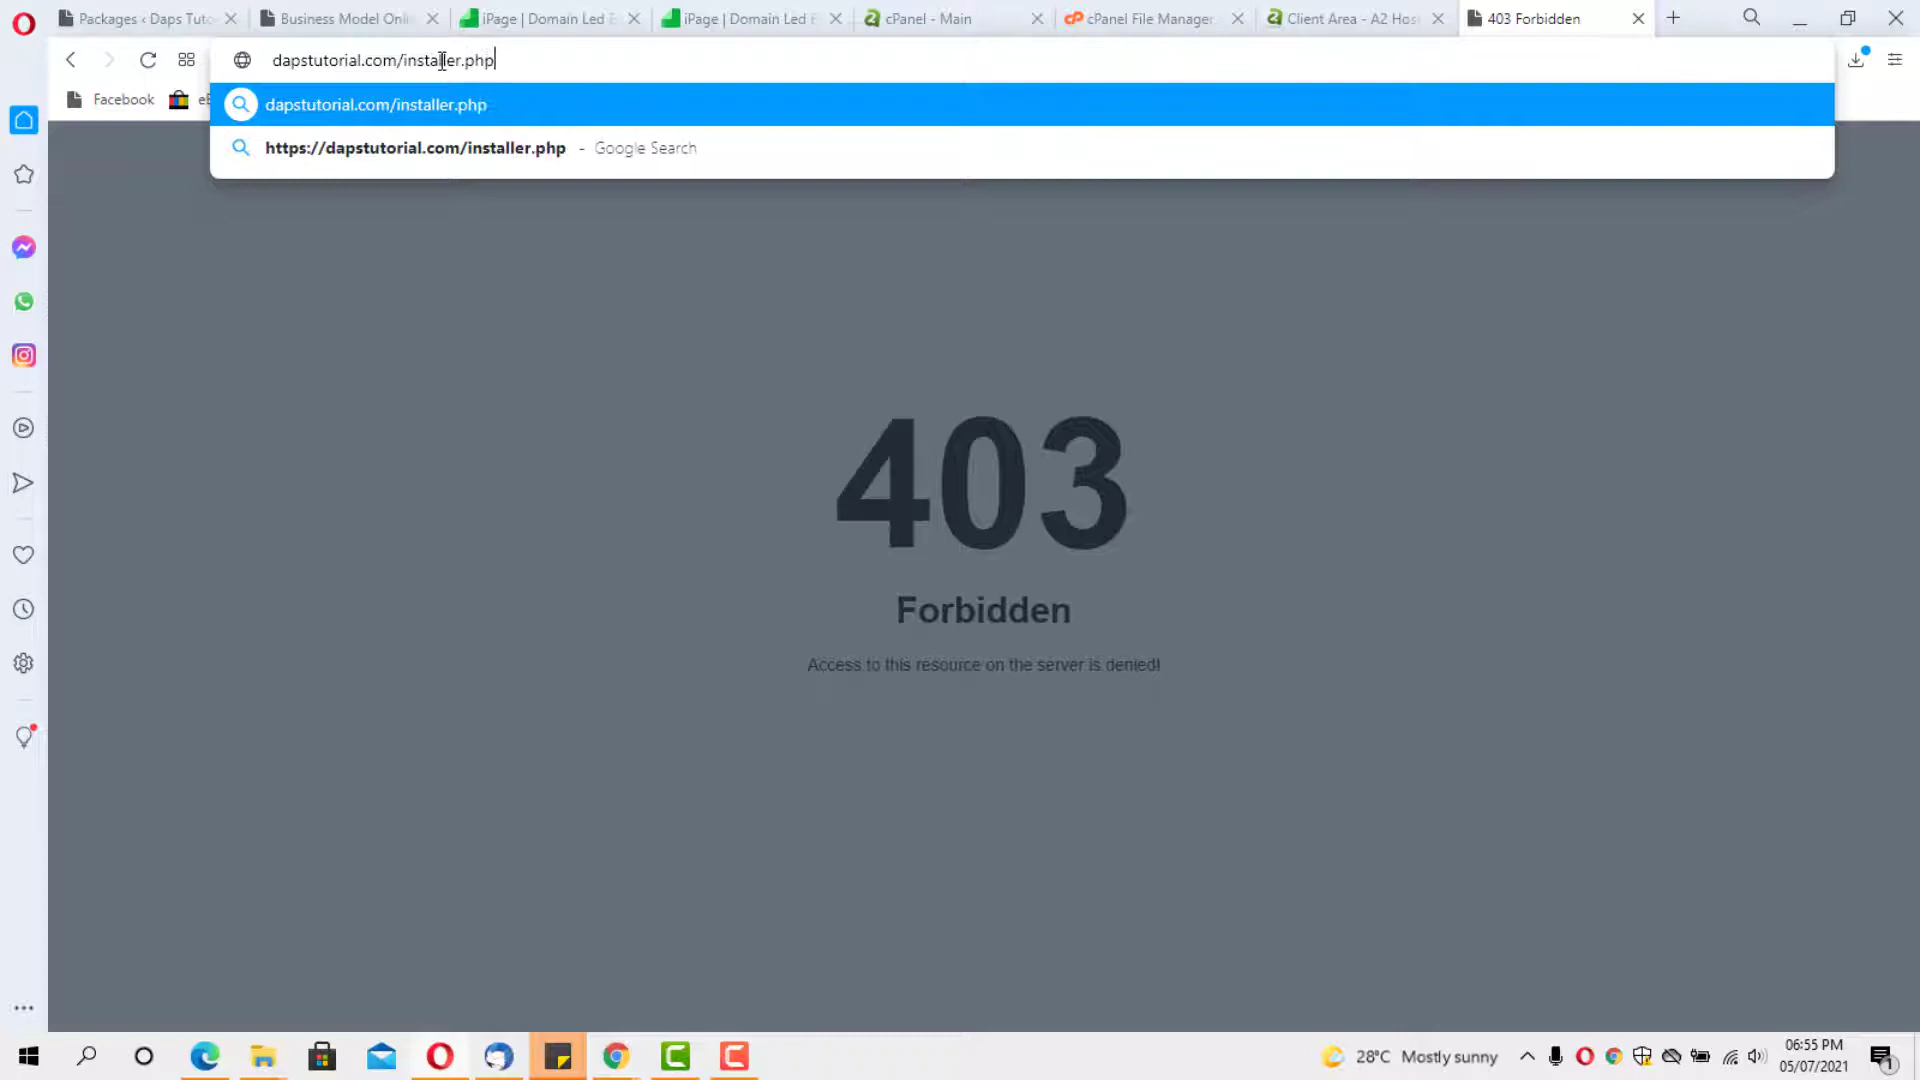 Packages ‹ Daps Tuto
Business Model Onli
iPage | Domain Led E
iPage | Domain Led E
cPanel - Main
cPanel File Manager
Client Area - A2 Hos
403 Forbidden
dapstutorial.com/installer.php
Facebook
dapstutorial.com/installer.php
https://dapstutorial.com/installer.php - Google Search
403
Forbidden
Access to this resource on the server is denied!
28°C Mostly sunny
06:55 PM
05/07/2021
1